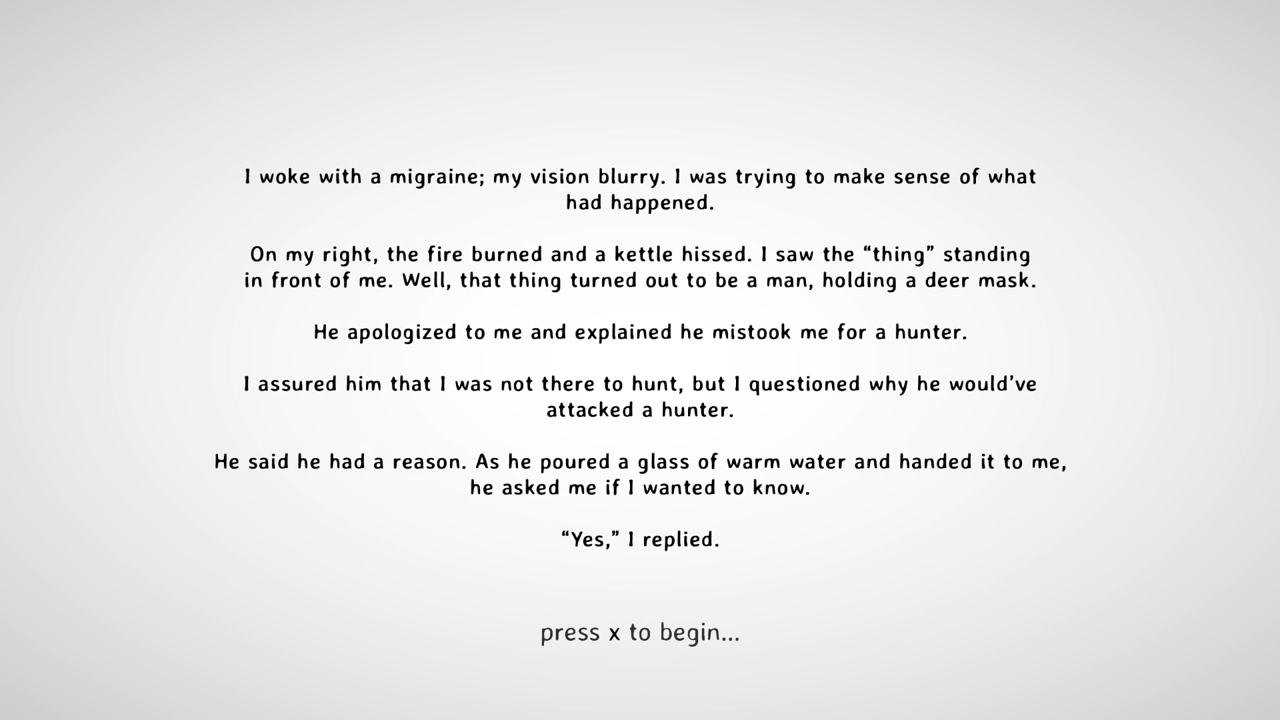 I woke with a migraine; my vision blurry. I was trying to make sense of what
had happened.
On my right, the fire burned and a kettle hissed. I saw the “thing” standing
in front of me. Well, that thing turned out to be a man, holding a deer mask.
He apologized to me and explained he mistook me for a hunter.
I assured him that I was not there to hunt, but I questioned why he would’ve
attacked a hunter.
He said he had a reason. As he poured a glass of warm water and handed it to me,
he asked me if I wanted to know.
“Yes,” I replied.
press x to begin...